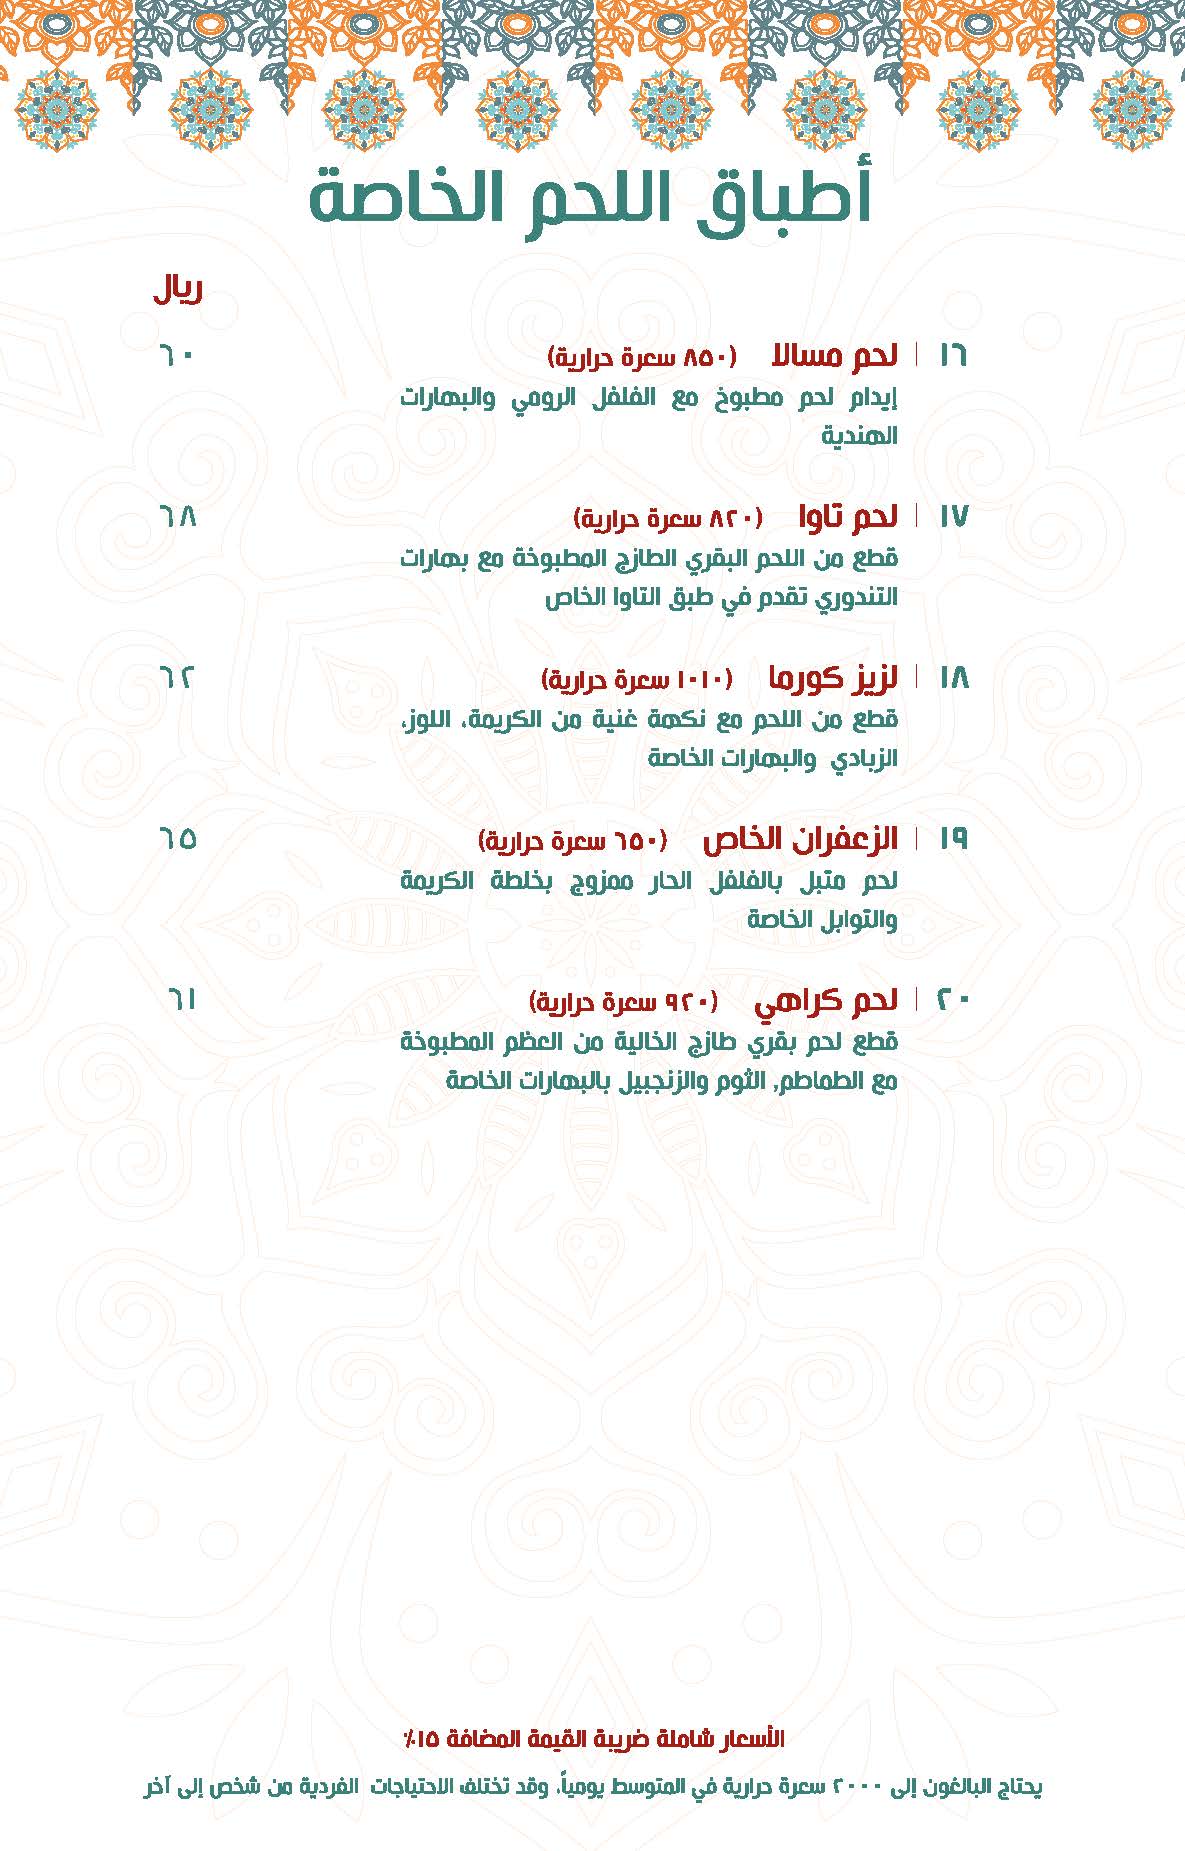 أطباق اللحم الخاصة
ريال
١٦ | لحم مسالا (٨٥٠ سعرة حرارية) ٦٠
إيدام لحم مطبوخ مع الفلفل الرومي والبهارات
الهندية
١٧ | لحم تاوا (٨٢٠ سعرة حرارية) ٦٨
قطع من اللحم البقري الطازج المطبوخة مع بهارات
التندوري تقدم في طبق التاوا الخاص
١٨ | لزيز كورما (١٠١٠ سعرة حرارية) ٦٢
قطع من اللحم مع نكهة غنية من الكريمة، اللوز،
الزبادي والبهارات الخاصة
١٩ | الزعفران الخاص (٦٥٠ سعرة حرارية) ٦٥
لحم متبل بالفلفل الحار ممزوج بخلطة الكريمة
والتوابل الخاصة
٢٠ | لحم كراهي (٩٢٠ سعرة حرارية) ٦١
قطع لحم بقري طازج الخالية من العظم المطبوخة
مع الطماطم, الثوم والزنجبيل بالبهارات الخاصة
الأسعار شاملة ضريبة القيمة المضافة ١٥٪
يحتاج البالغون إلى ٢٠٠٠ سعرة حرارية في المتوسط يومياً، وقد تختلف الاحتياجات الفردية من شخص إلى آخر